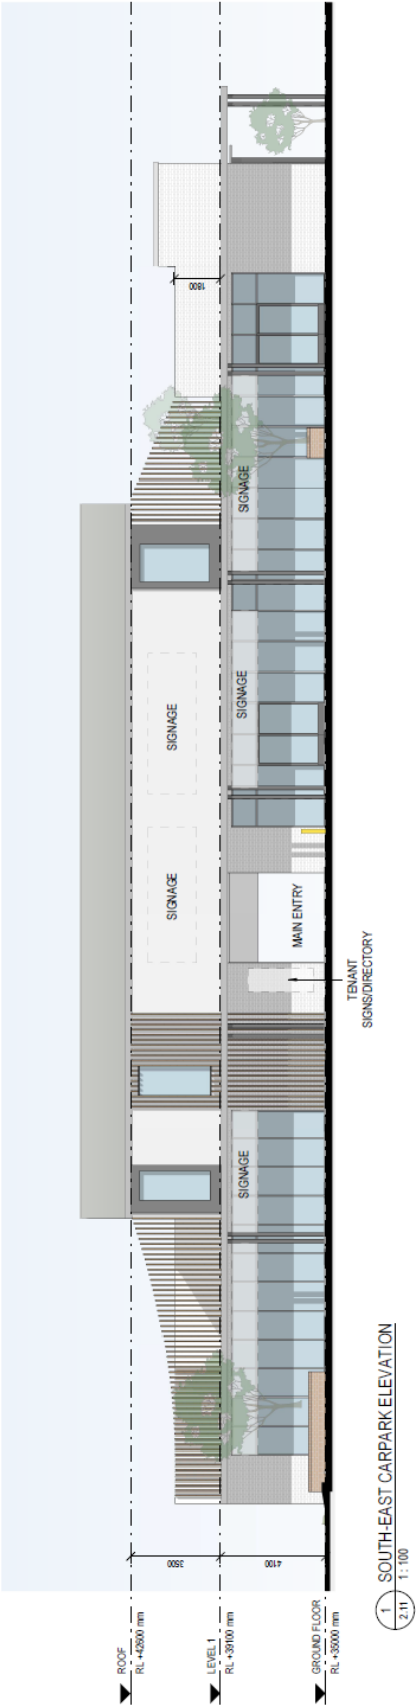 ROOF
RL +42600 mm
LEVEL 1
RL +39100 mm
GROUND FLOOR
RL +35000 mm
3500
4100
1800
SIGNAGE
SIGNAGE
SIGNAGE
SIGNAGE
SIGNAGE
MAIN ENTRY
TENANT
SIGNS/DIRECTORY
1
2.11
SOUTH-EAST CARPARK ELEVATION
1 : 100